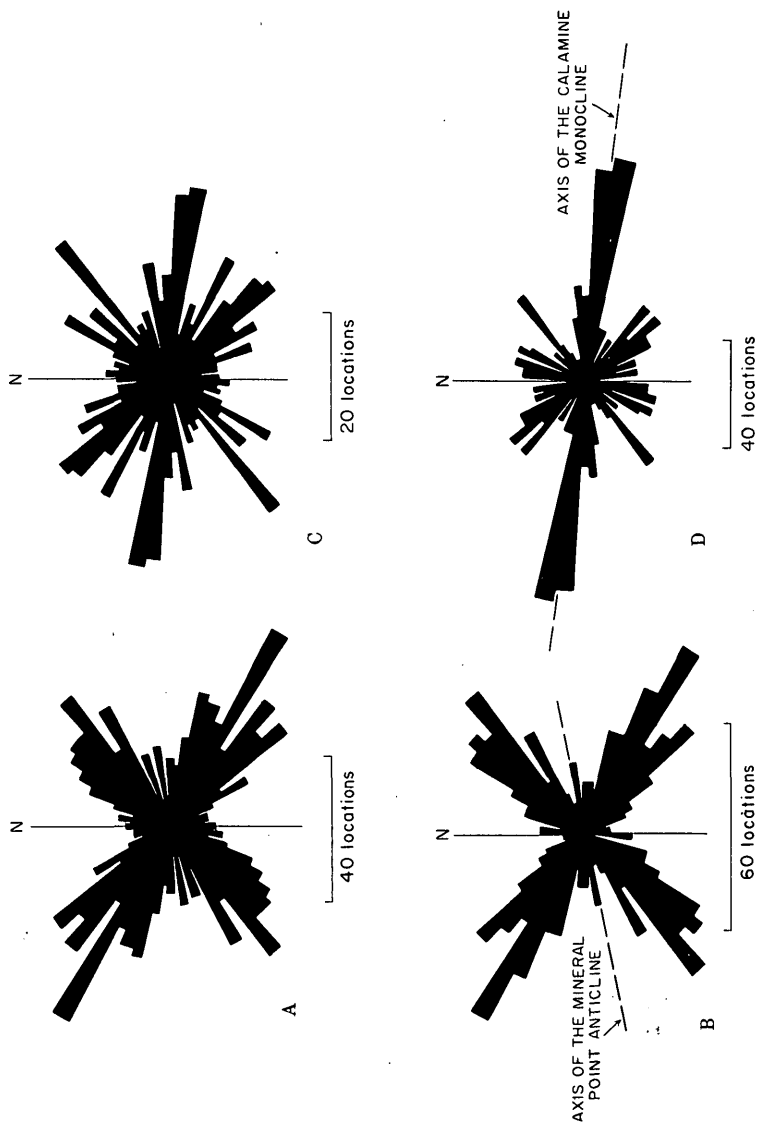 N
40 locations
A
N
20 locations
C
N
AXIS OF THE MINERAL
POINT ANTICLINE
60 locations
B
N
AXIS OF THE CALAMINE
MONOCLINE
40 locations
D